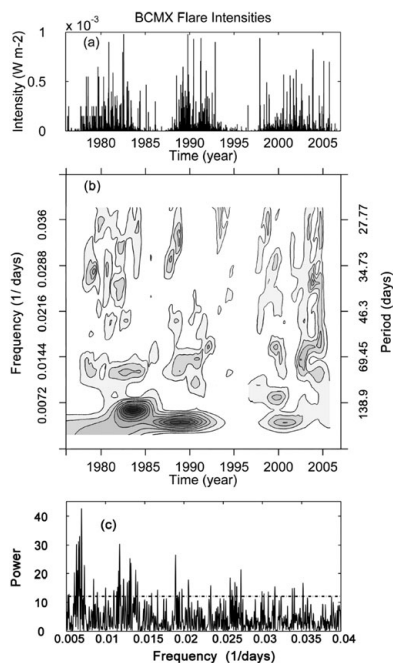 BCMX Flare Intensities
x 10^-3
(a)
Intensity (W m-2)
1
0.5
0
1980 1985 1990 1995 2000 2005
Time (year)
(b)
Frequency (1/ days)
0.036
0.0288
0.0216
0.0144
0.0072
27.77
34.73
46.3
69.45
138.9
Period (days)
1980 1985 1990 1995 2000 2005
Time (year)
(c)
Power
40
30
20
10
0
0.005 0.01 0.015 0.02 0.025 0.03 0.035 0.04
Frequency (1/days)